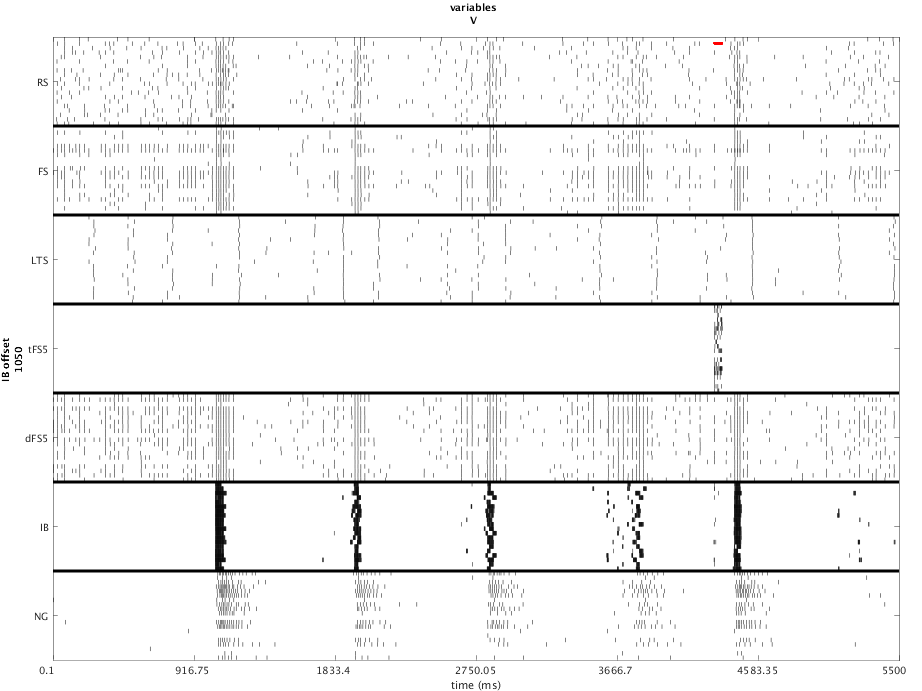 variables
V
RS
FS
LTS
IB offset
1050
tFS5
dFS5
IB
NG
0.1
916.75
1833.4
2750.05
3666.7
4583.35
5500
time (ms)